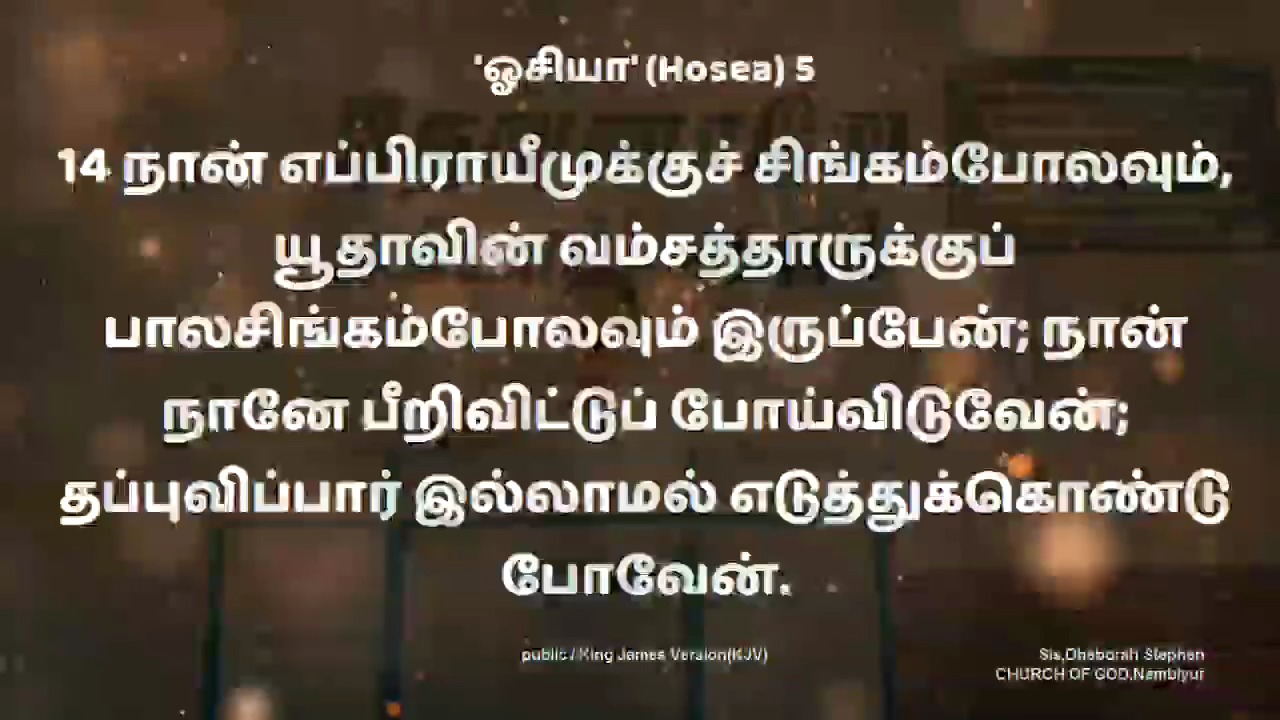 'ஓசியா' (Hosea) 5
14 நான் எப்பிராயீமுக்குச் சிங்கம்போலவும்,
யூதாவின் வம்சத்தாருக்குப்
பாலசிங்கம்போலவும் இருப்பேன்; நான்
நானே பீறிவிட்டுப் போய்விடுவேன்;
தப்புவிப்பார் இல்லாமல் எடுத்துக்கொண்டு
போவேன்.
public / King James Version(KJV)
Sis,Dheborah Stephen
CHURCH OF GOD,Nambiyur